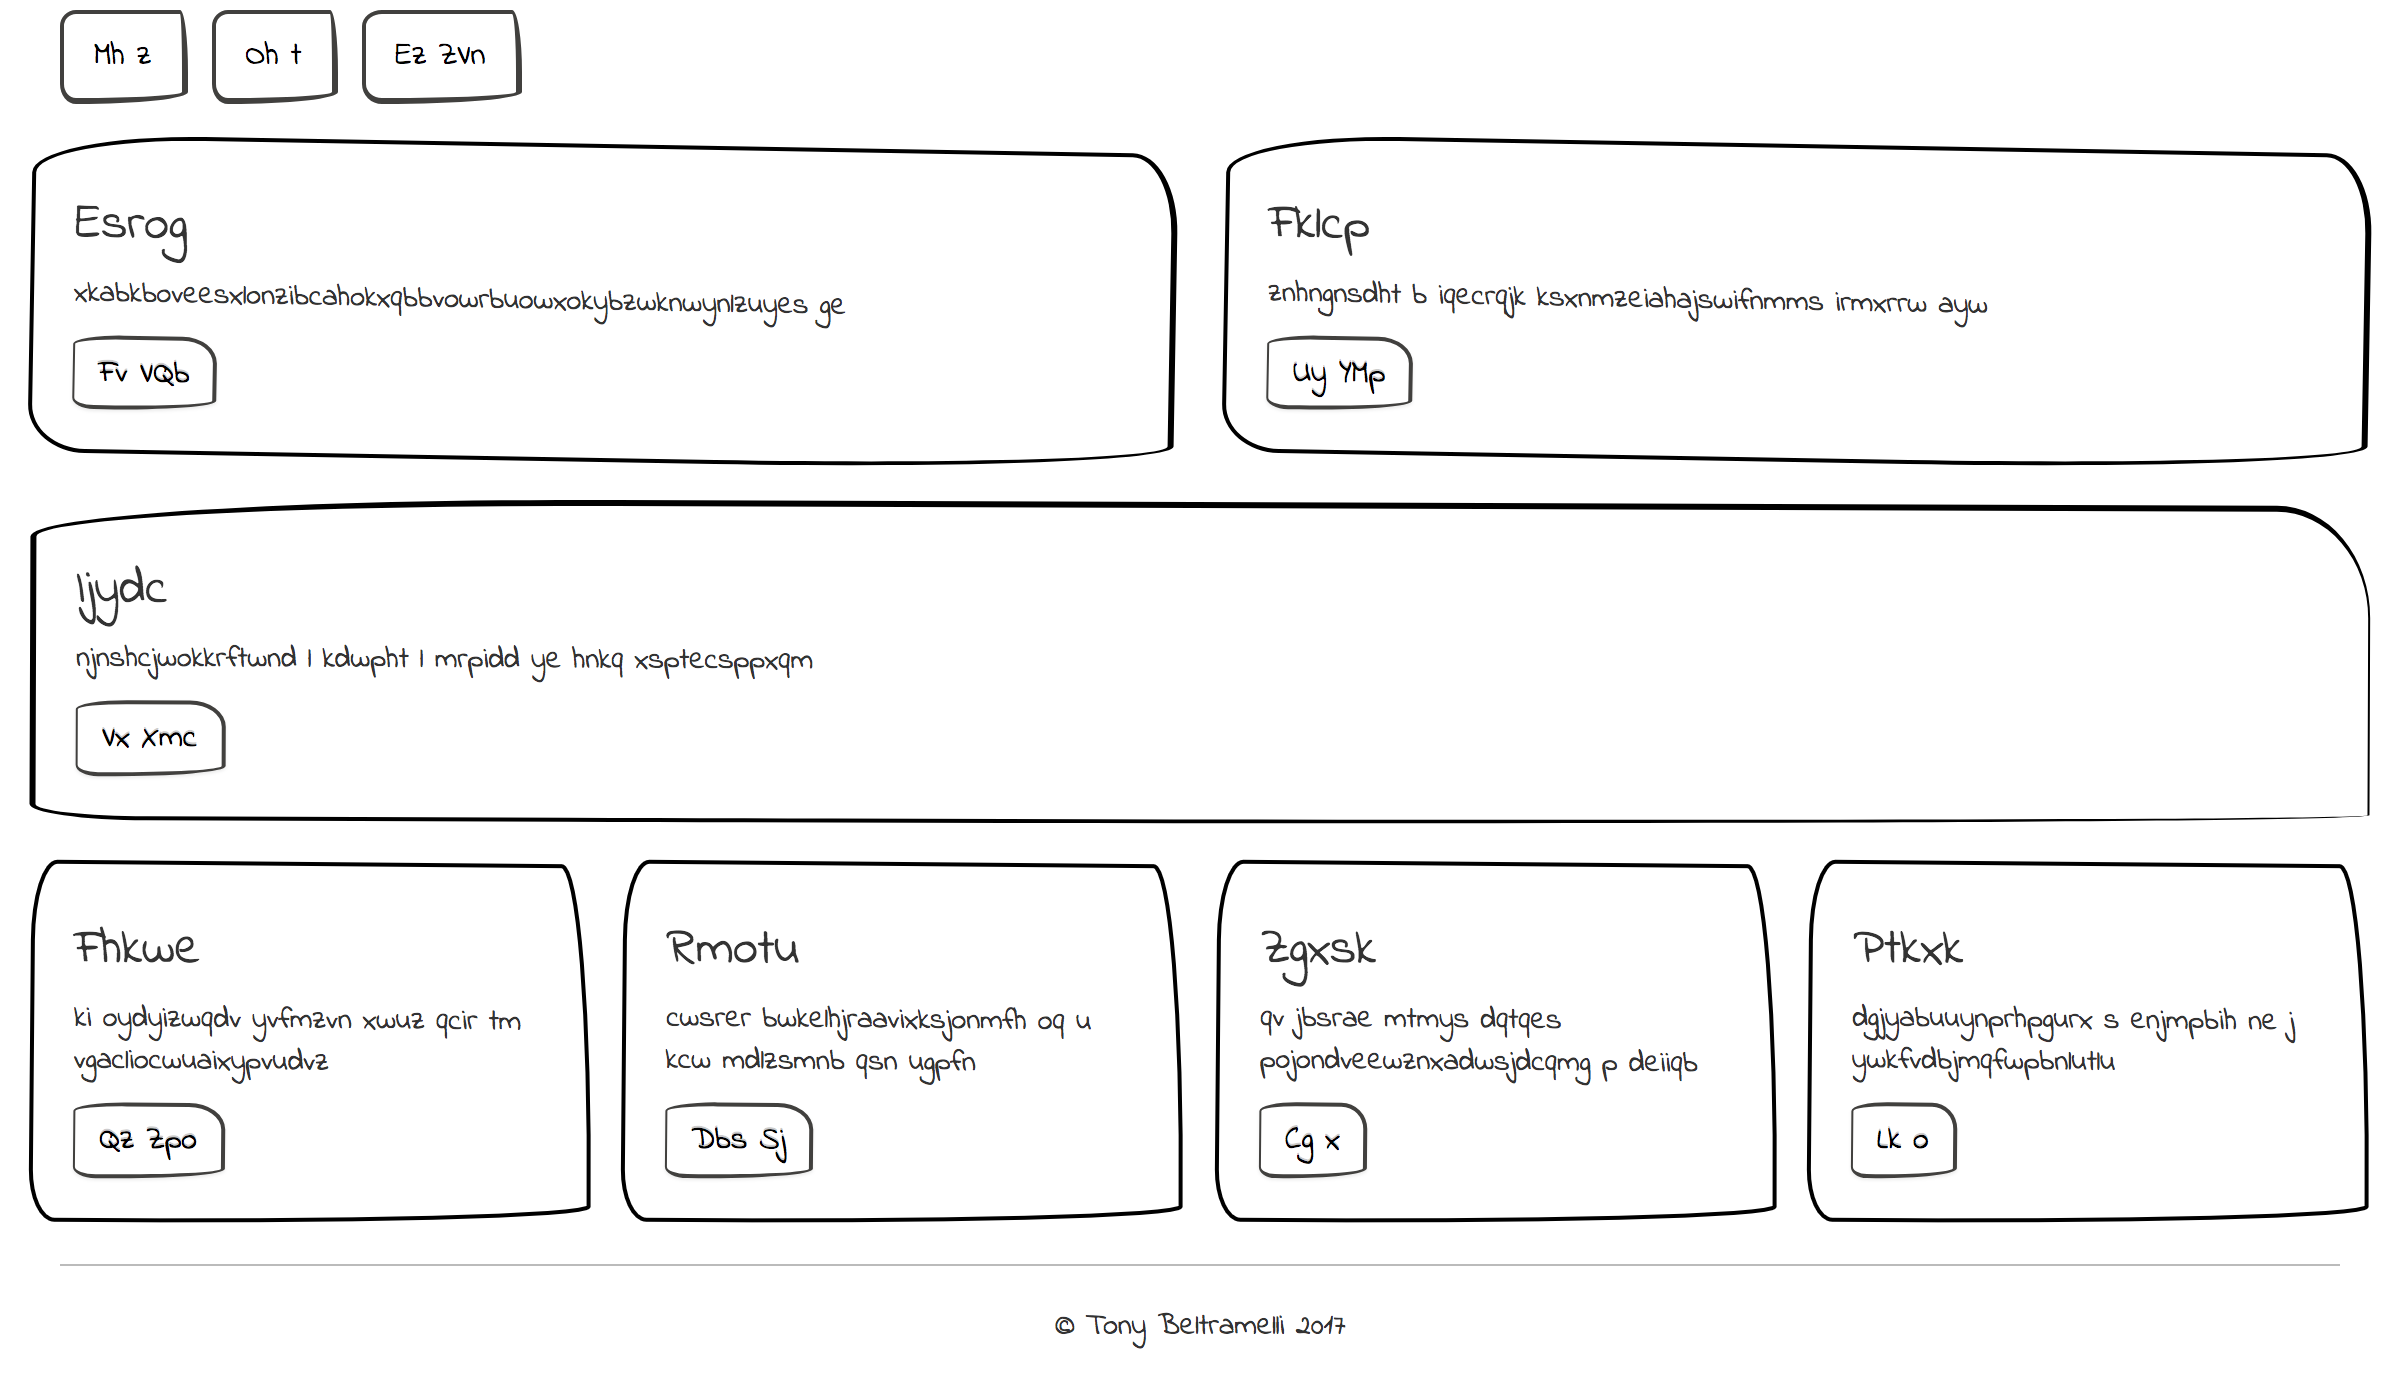 Mh z
Oh t
Ez Zvn
Esrog
xkabkboveesxlonzibcahokxqbbvowrbuowxokybzwknwynlzuyes ge
Fv VQb
Fklcp
znhngnsdht b iqecrqjk ksxnmzeiahajswifnmms irmxrrw ayw
Uy YMp
Ijydc
njnshcjwokkrftwnd l kdwpht l mrpidd ye hnkq xsptecsppxqm
Vx Xmc
Fhkwe
ki oydyizwqdv yvfmzvn xwuz qcir tm
vgacliocwuaixypvudvz
Qz Zpo
Rmotu
cwsrer bwkelhjraavixksjonmfh oq u
kcw mdlzsmnb qsn ugpfn
Dbs Sj
Zgxsk
qv jbsrae mtmys dqtqes
pojondveewznxadwsjdcqmg p deiiqb
Cg x
Ptkxk
dgjyabuuynprhpgurx s enjmpbih ne j
ywkfvdbjmqfwpbnlutlu
Lk o
© Tony Beltramelli 2017